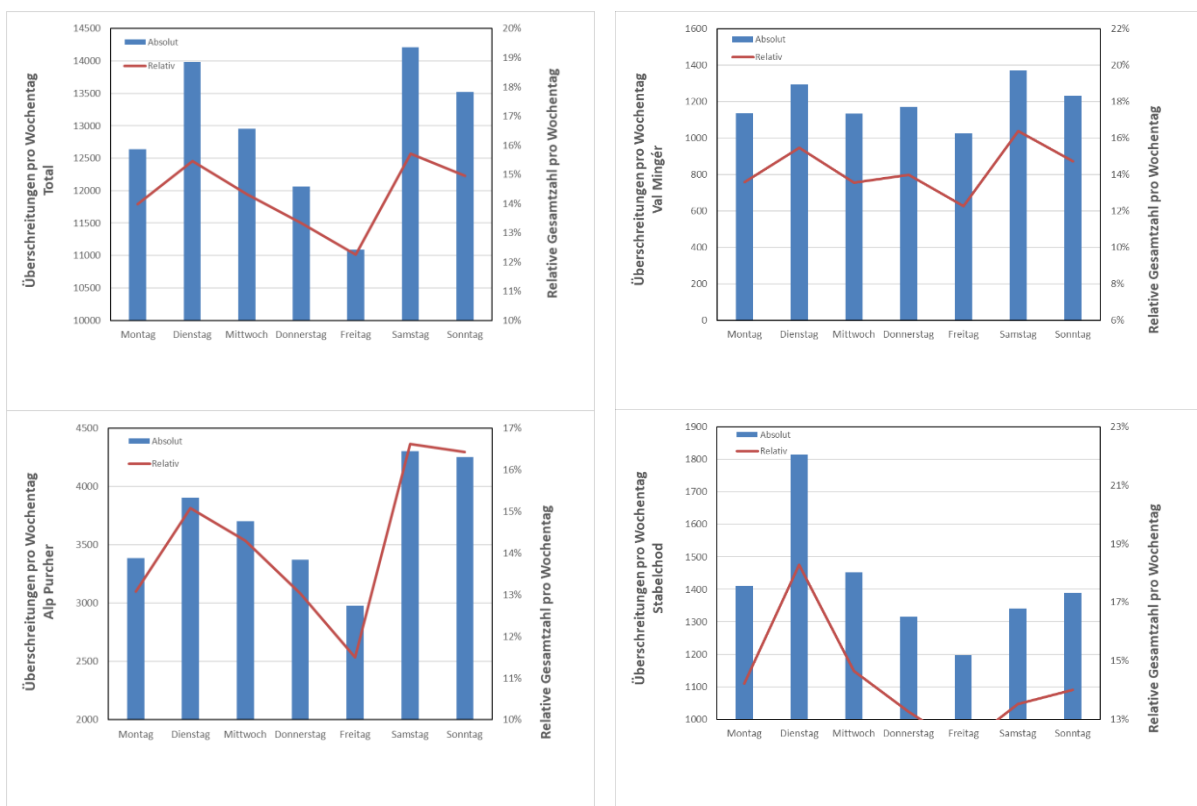 Überschreitungen pro Wochentag
Total
14500
14000
13500
13000
12500
12000
11500
11000
10500
10000
Absolut
Relativ
20%
19%
18%
17%
16%
15%
14%
13%
12%
11%
10%
Relative Gesamtzahl pro Wochentag
Montag Dienstag Mittwoch Donnerstag Freitag Samstag Sonntag
Überschreitungen pro Wochentag
Val Mingér
1600
1400
1200
1000
800
600
400
200
0
Absolut
Relativ
22%
20%
18%
16%
14%
12%
10%
8%
6%
Relative Gesamtzahl pro Wochentag
Montag Dienstag Mittwoch Donnerstag Freitag Samstag Sonntag
Überschreitungen pro Wochentag
Alp Purcher
4500
4000
3500
3000
2500
2000
Absolut
Relativ
17%
16%
15%
14%
13%
12%
11%
10%
Relative Gesamtzahl pro Wochentag
Montag Dienstag Mittwoch Donnerstag Freitag Samstag Sonntag
Überschreitungen pro Wochentag
Stabelchod
1900
1800
1700
1600
1500
1400
1300
1200
1100
1000
Absolut
Relativ
23%
21%
19%
17%
15%
13%
Relative Gesamtzahl pro Wochentag
Montag Dienstag Mittwoch Donnerstag Freitag Samstag Sonntag